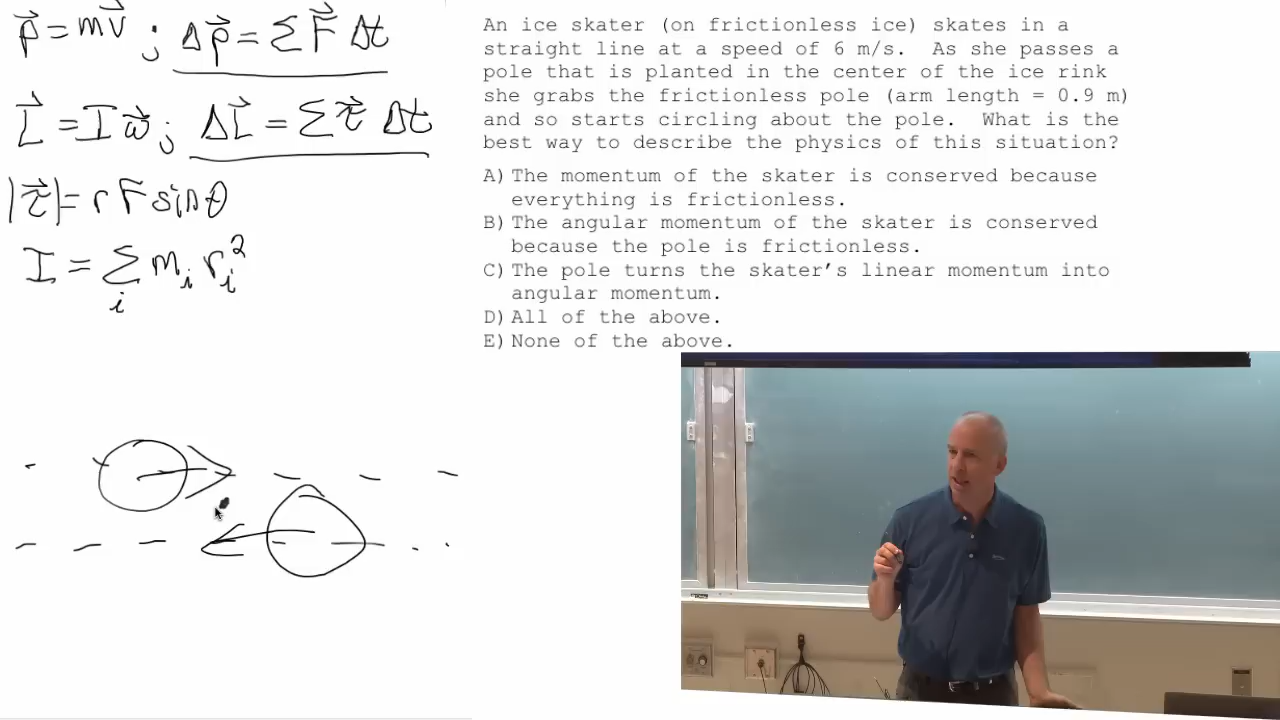 p⃗ = mv⃗ ; Δp⃗ = ΣF⃗ Δt
L⃗ = Iω⃗ ; ΔL⃗ = Στ⃗ Δt
|τ⃗| = r F sinθ
I = Σ_i m_i r_i^2
An ice skater (on frictionless ice) skates in a
straight line at a speed of 6 m/s. As she passes a
pole that is planted in the center of the ice rink
she grabs the frictionless pole (arm length = 0.9 m)
and so starts circling about the pole. What is the
best way to describe the physics of this situation?
A) The momentum of the skater is conserved because
everything is frictionless.
B) The angular momentum of the skater is conserved
because the pole is frictionless.
C) The pole turns the skater's linear momentum into
angular momentum.
D) All of the above.
E) None of the above.